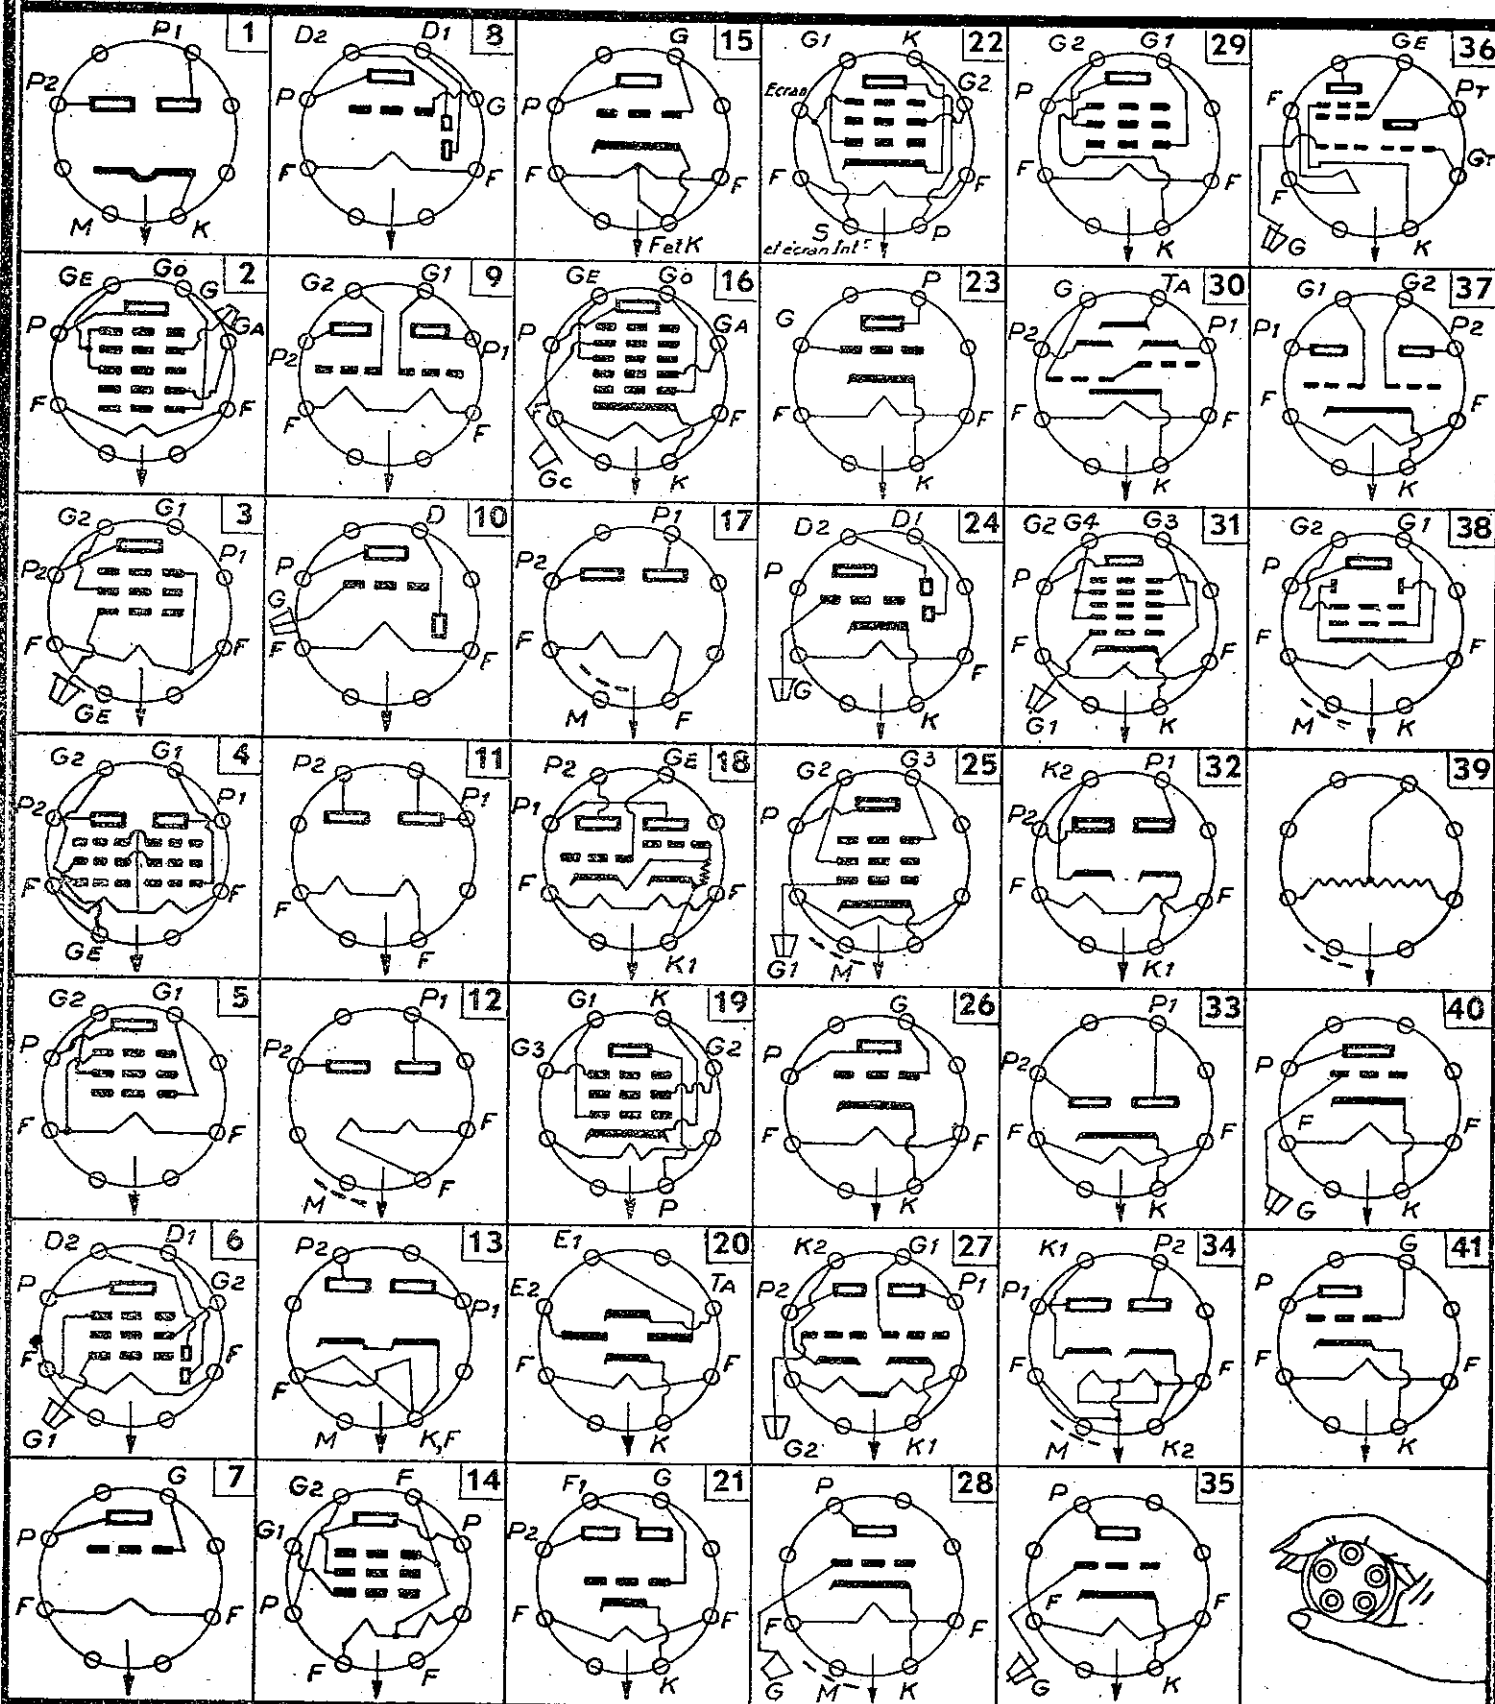 P1 1
P2
M K
D2 D1 8
P G
F F
G 15
P
F F
F et K
G1 K 22
Ecran G2
F F
S P
et écran Int
G2 G1 29
P
F F
K
GE 36
F PT
GT
F
G K
GE Go 2
G
P GA
F F
G2 G1 9
P2 P1
F F
GE Go 16
P GA
F F
Gc K
P 23
G
F F
K
G TA 30
P2 P1
F F
K
G1 G2 37
P1 P2
F F
K
G2 G1 3
P2 P1
F F
GE
D 10
P
G
F F
P1 17
P2
F
M F
D2 D1 24
P
F
G
K
G2 G4 G3 31
P
F F
G1 K
G2 G1 38
P
F F
M K
G2 G1 4
P2 P1
F F
GE
P2 11
P1
F
F
P2 GE 18
P1
F F
K1
G2 G3 25
P
G1 M
K2 P1 32
P2
F F
K1
39
G2 G1 5
P
F F
P1 12
P2
F
M F
G1 K 19
G3 G2
P
G 26
P
F F
K
P1 33
P2
F F
K
40
P
F F
G K
D2 D1 6
P G2
F F
G1
P2 13
P1
F
M K,F
E1 20
E2 TA
F F
K
K2 G1 27
P2 P1
F F
G2 K1
K1 P2 34
P1
F F
M K2
G 41
P
F F
K
G 7
P
F F
G2 F 14
G1 P
P
F F
F1 G 21
P2
F F
K
P 28
F F
G M K
P 35
F F
G K